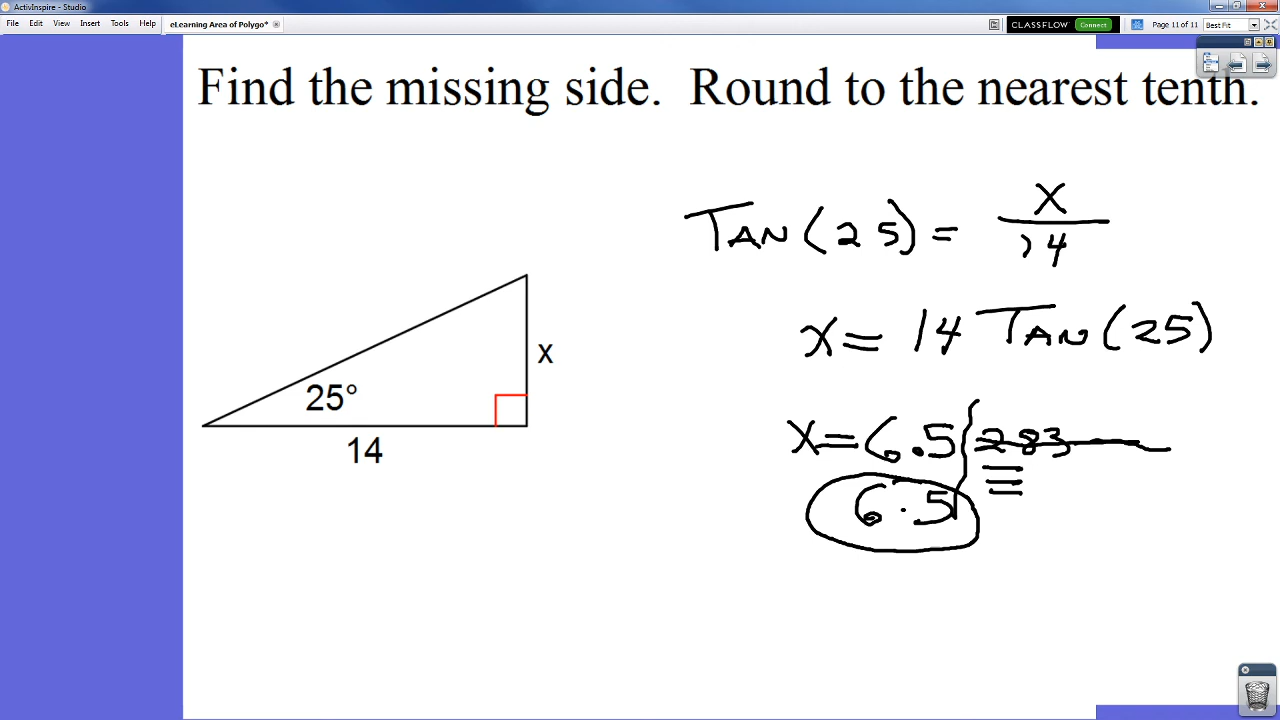 ActivInspire - Studio
File Edit View Insert Tools Help eLearning Area of Polygo* CLASSFLOW Connect Page 11 of 11 Best Fit
Find the missing side. Round to the nearest tenth.
TAN(25) = x
14
x = 14 TAN(25)
x
25°
14
x = 6.5 283
6.5